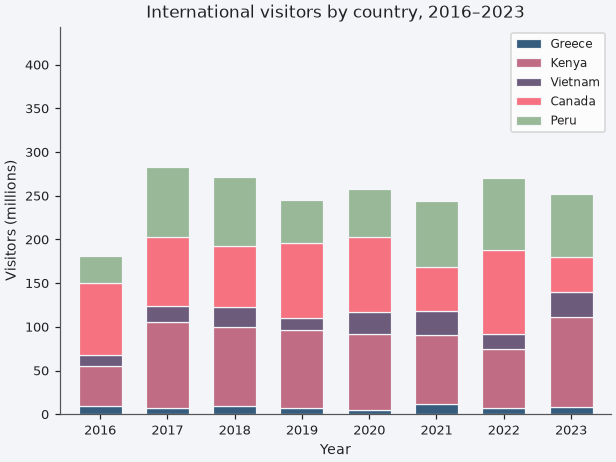 International visitors by country, 2016–2023
Greece
Kenya
Vietnam
Canada
Peru
Visitors (millions)
400
350
300
250
200
150
100
50
0
2016 2017 2018 2019 2020 2021 2022 2023
Year